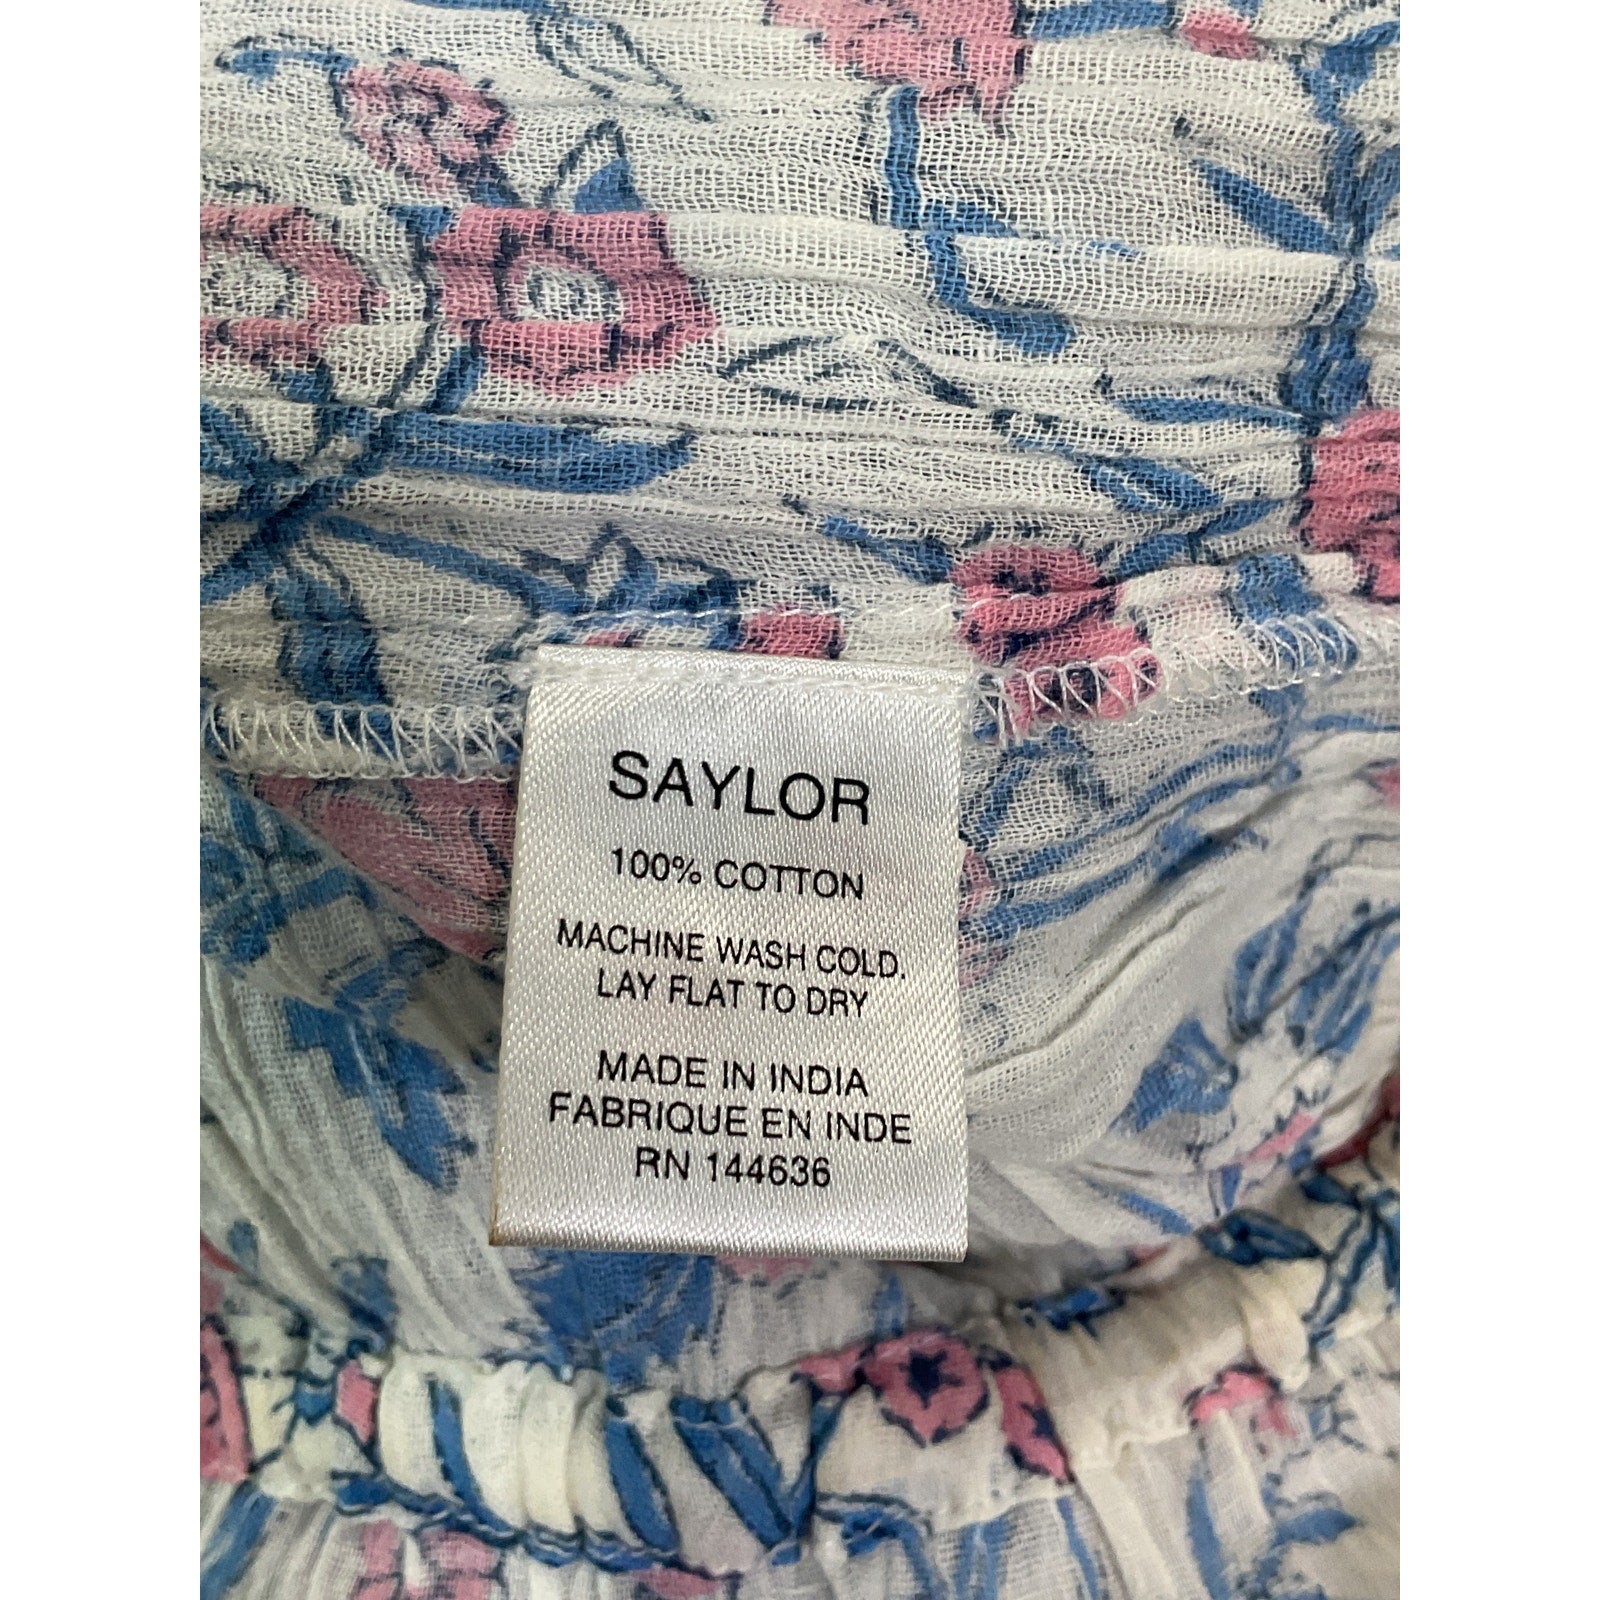 SAYLOR
100% COTTON
MACHINE WASH COLD.
LAY FLAT TO DRY
MADE IN INDIA
FABRIQUE EN INDE
RN 144636